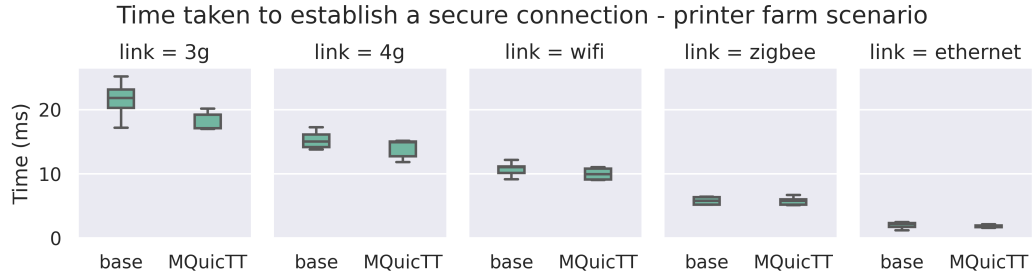 Time taken to establish a secure connection - printer farm scenario
link = 3g
link = 4g
link = wifi
link = zigbee
link = ethernet
Time (ms)
20
10
0
base MQuicTT
base MQuicTT
base MQuicTT
base MQuicTT
base MQuicTT